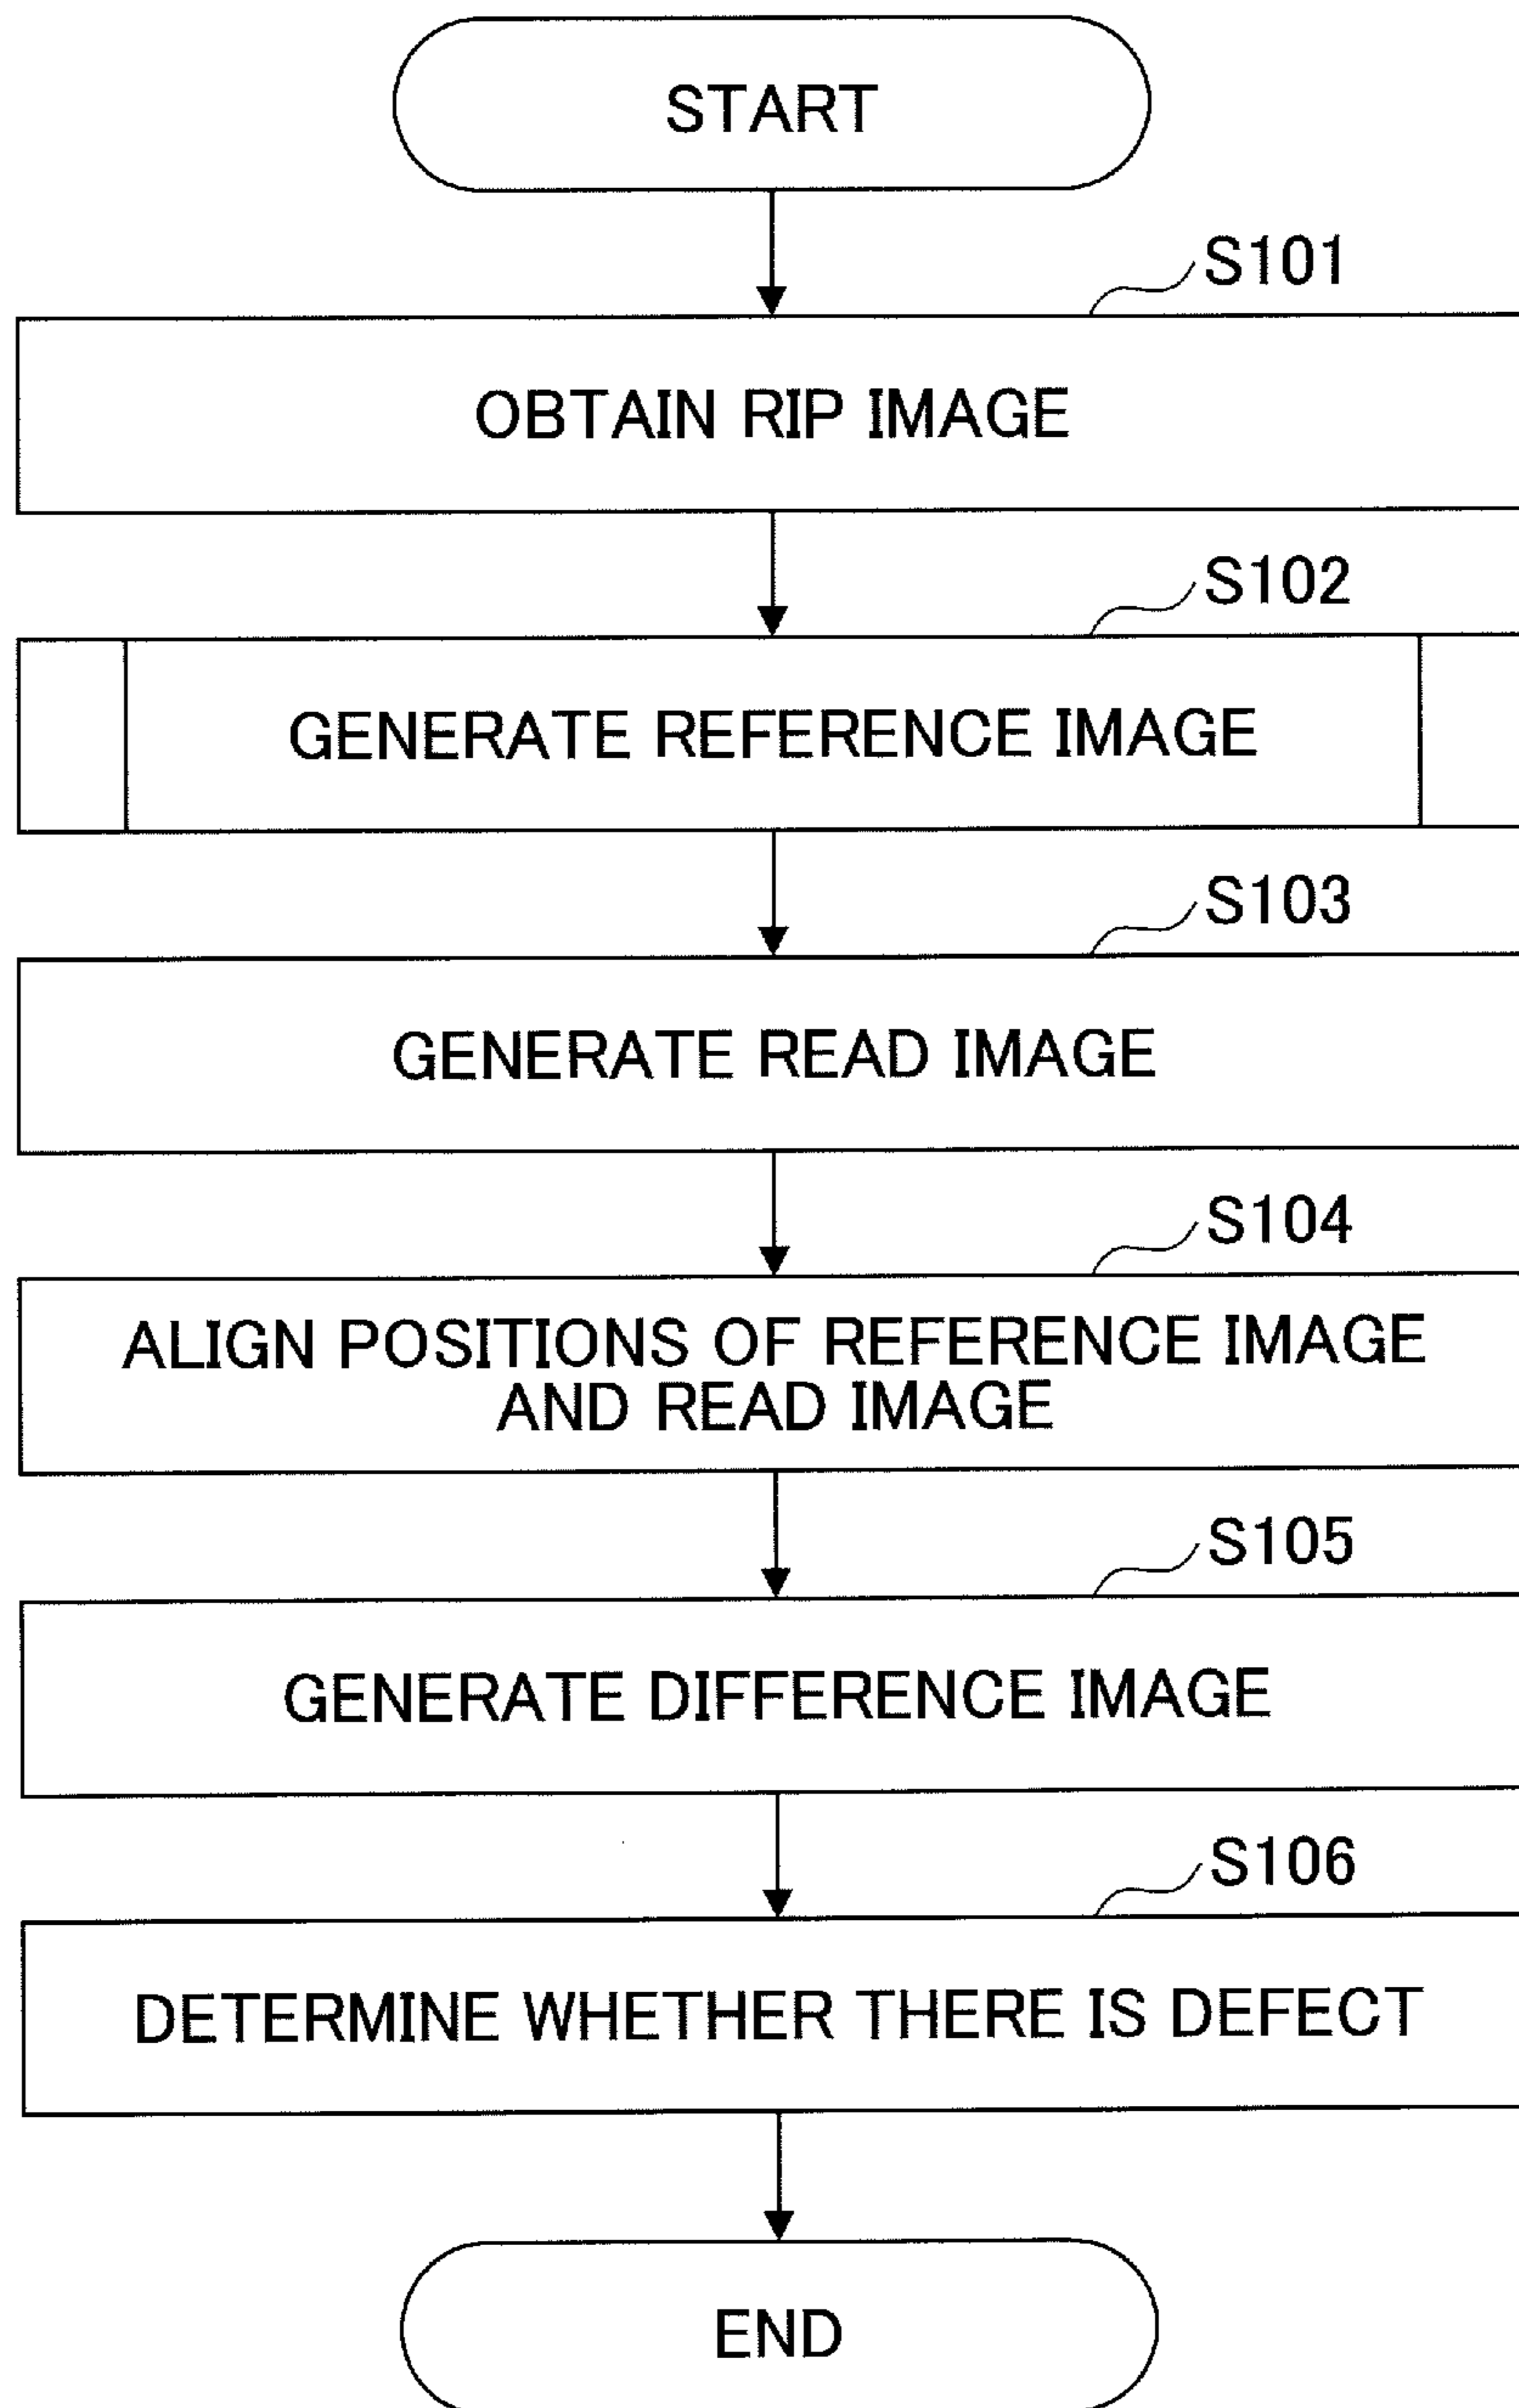 START
S101
OBTAIN RIP IMAGE
S102
GENERATE REFERENCE IMAGE
S103
GENERATE READ IMAGE
S104
ALIGN POSITIONS OF REFERENCE IMAGE
AND READ IMAGE
S105
GENERATE DIFFERENCE IMAGE
S106
DETERMINE WHETHER THERE IS DEFECT
END